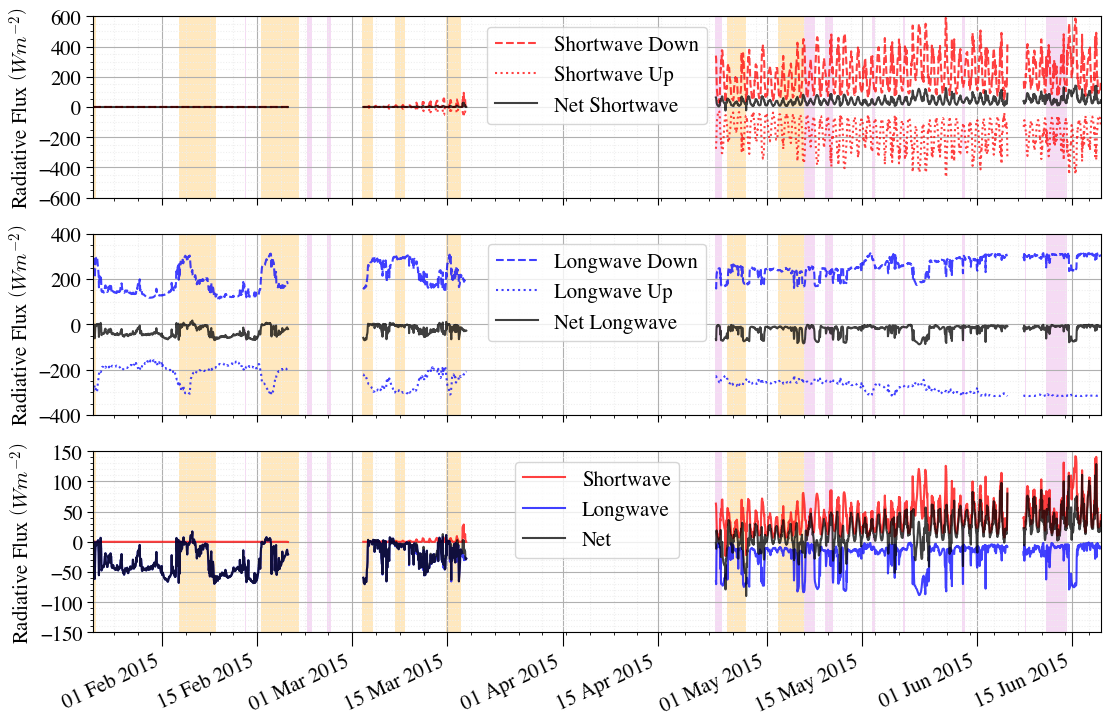 Radiative Flux (Wm⁻²)
600
400
200
0
−200
−400
−600
Shortwave Down
Shortwave Up
Net Shortwave
Radiative Flux (Wm⁻²)
400
200
0
−200
−400
Longwave Down
Longwave Up
Net Longwave
Radiative Flux (Wm⁻²)
150
100
50
0
−50
−100
−150
Shortwave
Longwave
Net
01 Feb 2015
15 Feb 2015
01 Mar 2015
15 Mar 2015
01 Apr 2015
15 Apr 2015
01 May 2015
15 May 2015
01 Jun 2015
15 Jun 2015